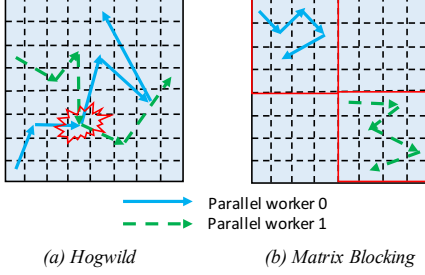 Parallel worker 0
Parallel worker 1
(a) Hogwild
(b) Matrix Blocking